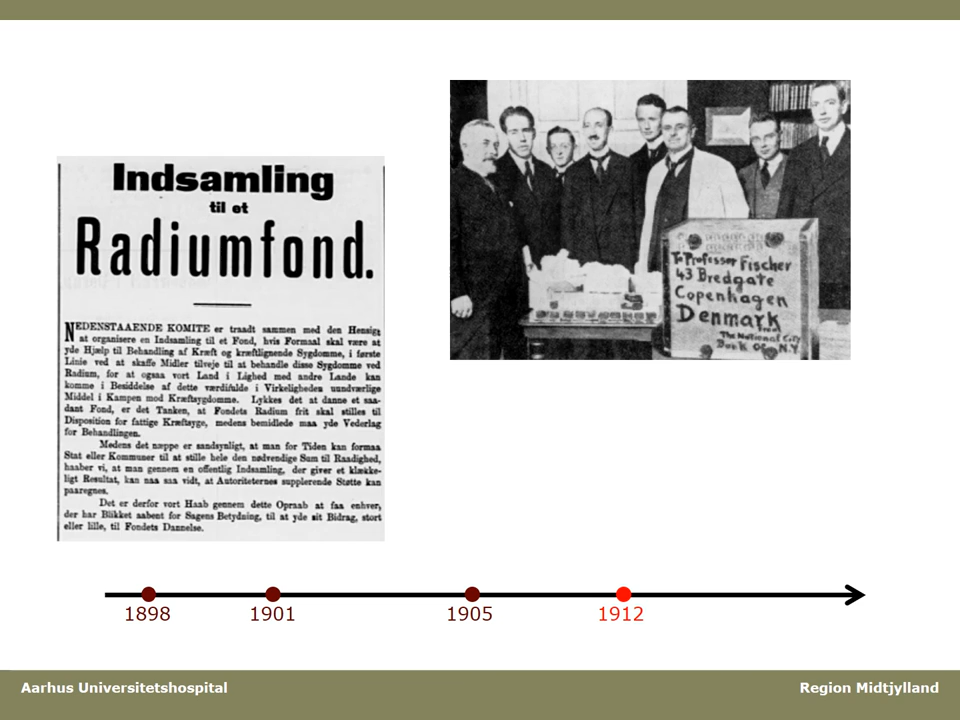 Indsamling
til et
Radiumfond.
NEDENSTAAENDE KOMITE er traadt sammen med den Hensigt
at organisere en Indsamling til et Fond, hvis Formaal skal være at
yde Hjælp til Behandling af Kræft og kræftlignende Sygdomme, i første
Linie ved at skaffe Midler tilveje til at behandle disse Sygdomme ved
Radium, for at ogsaa vort Land i Lighed med andre Lande kan
komme i Besiddelse af dette værdifulde i Virkeligheden uundværlige
Middel i Kampen mod Kræftsygdomme. Lykkes det at danne et saa-
dant Fond, er det Tanken, at Fondets Radium frit skal stilles til
Disposition for fattige Kræftsyge, medens bemidlede maa yde Vederlag
for Behandlingen.
Medens det næppe er sandsynligt, at man for Tiden kan formaa
Stat eller Kommuner til at stille hele den nødvendige Sum til Raadighed,
haaber vi, at man gennem en offentlig Indsamling, der giver et klække-
ligt Resultat, kan naa saa vidt, at Autoriteternes supplerende Støtte kan
paaregnes.
Det er derfor vort Haab gennem dette Opraab at faa enhver,
der har Blikket aabent for Sagens Betydning, til at yde sit Bidrag, stort
eller lille, til Fondets Dannelse.
To Professor Fischer
43 Bredgate
Copenhagen
Denmark
From
The National City
Bank of N.Y
1898 1901 1905 1912
Aarhus Universitetshospital Region Midtjylland